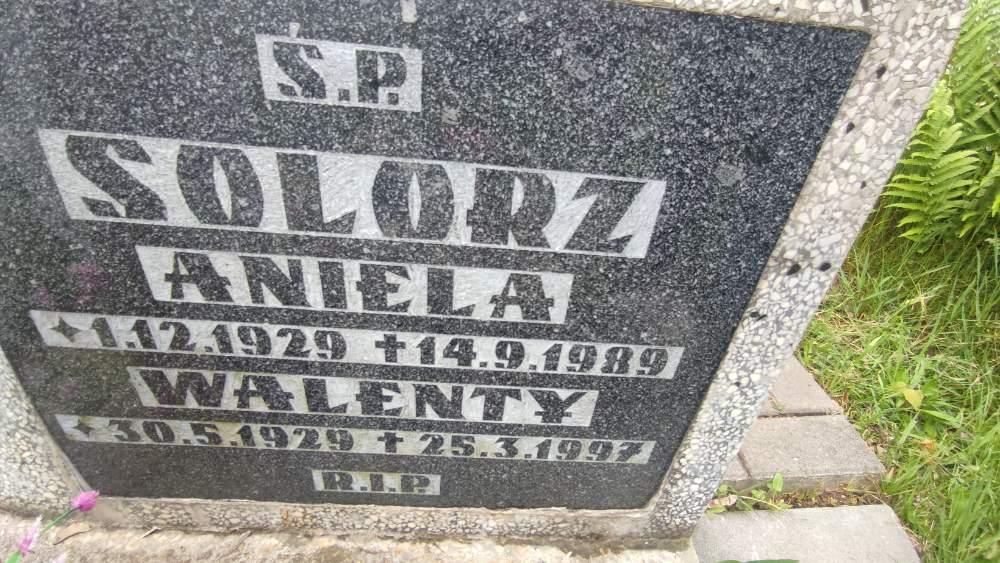 Ś.P.
SOLORZ
ANIELA
1.12.1929 †14.9.1989
WALENTY
30.5.1929 † 25.3.1997
R.I.P.